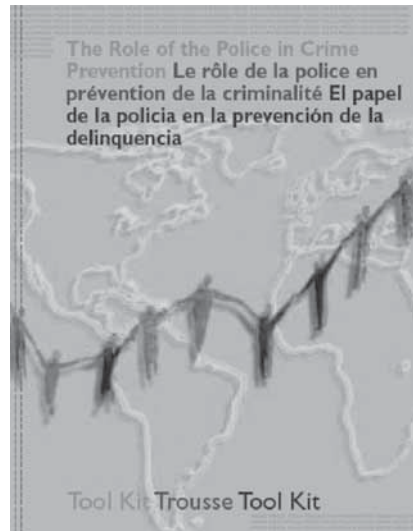 The Role of the Police in Crime
Prevention Le rôle de la police en
prévention de la criminalité El papel
de la policia en la prevención de la
delinquencia
Tool Kit Trousse Tool Kit